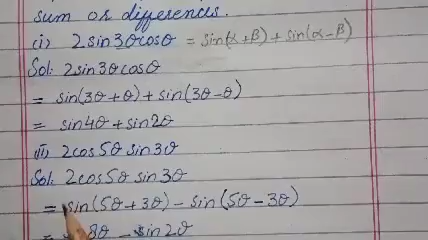 sum or differences.
(i) 2sin3θcosθ = sin(α+β) + sin(α-β)
Sol: 2sin3θcosθ
= sin(3θ+θ) + sin(3θ-θ)
= sin4θ + sin2θ
(ii) 2cos5θ sin3θ
Sol: 2cos5θ sin3θ
= sin(5θ+3θ) - sin(5θ-3θ)
= 8θ - sin2θ